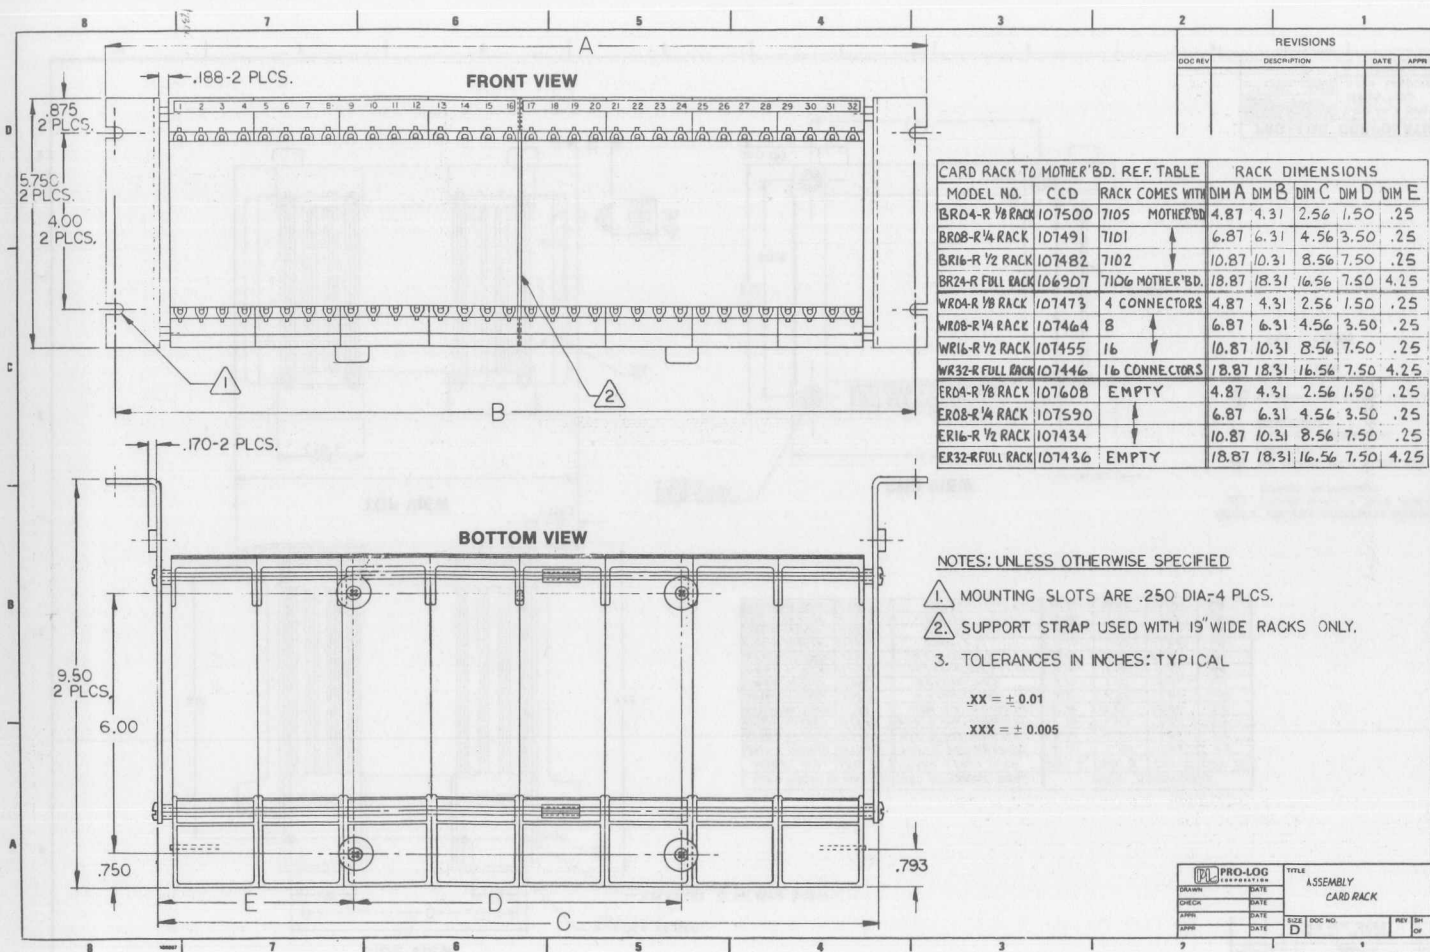 8 7 6 5 4 3 2 1
A
REVISIONS
DOC REV DESCRIPTION DATE APPR
.188-2 PLCS.
FRONT VIEW
1 2 3 4 5 6 7 8 9 10 11 12 13 14 15 16 17 18 19 20 21 22 23 24 25 26 27 28 29 30 31 32
.875
2 PLCS.
5.750
2 PLCS.
4.00
2 PLCS.
D
C
B
A
1
2
B
CARD RACK TO MOTHER'BD. REF. TABLE RACK DIMENSIONS
MODEL NO. CCD RACK COMES WITH DIM A DIM B DIM C DIM D DIM E
BR04-R 1/8 RACK 107500 7105 MOTHER'BD 4.87 4.31 2.56 1.50 .25
BR08-R 1/4 RACK 107491 7101 6.87 6.31 4.56 3.50 .25
BR16-R 1/2 RACK 107482 7102 10.87 10.31 8.56 7.50 .25
BR24-R FULL RACK 106907 7106 MOTHER'BD. 18.87 18.31 16.56 7.50 4.25
WR04-R 1/8 RACK 107473 4 CONNECTORS 4.87 4.31 2.56 1.50 .25
WR08-R 1/4 RACK 107464 8 6.87 6.31 4.56 3.50 .25
WR16-R 1/2 RACK 107455 16 10.87 10.31 8.56 7.50 .25
WR32-R FULL RACK 107446 16 CONNECTORS 18.87 18.31 16.56 7.50 4.25
ER04-R 1/8 RACK 107608 EMPTY 4.87 4.31 2.56 1.50 .25
ER08-R 1/4 RACK 107590 6.87 6.31 4.56 3.50 .25
ER16-R 1/2 RACK 107434 10.87 10.31 8.56 7.50 .25
ER32-R FULL RACK 107436 EMPTY 18.87 18.31 16.56 7.50 4.25
.170-2 PLCS.
BOTTOM VIEW
9.50
2 PLCS.
6.00
.750
.793
E
D
C
NOTES: UNLESS OTHERWISE SPECIFIED
1. MOUNTING SLOTS ARE .250 DIA-4 PLCS.
2. SUPPORT STRAP USED WITH 19" WIDE RACKS ONLY.
3. TOLERANCES IN INCHES: TYPICAL
.XX = ± 0.01
.XXX = ± 0.005
PRO-LOG
CORPORATION
TITLE
ASSEMBLY
CARD RACK
DRAWN DATE
CHECK DATE
APPR DATE
APPR DATE
SIZE DOC NO. REV SH
D OF
8 7 6 5 4 3 2 1